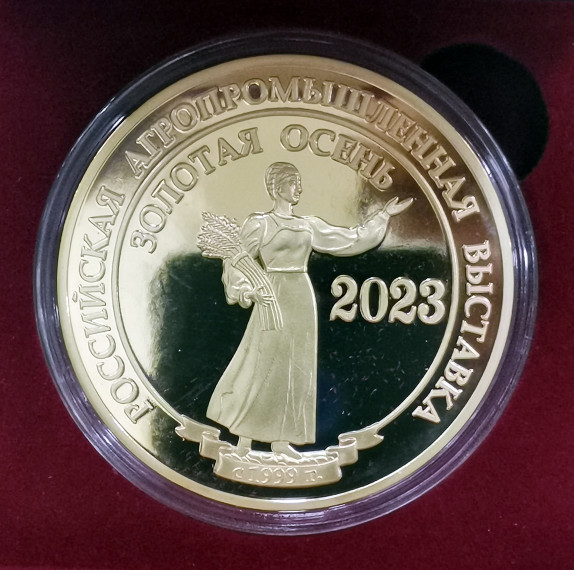 РОССИЙСКАЯ АГРОПРОМЫШЛЕННАЯ ВЫСТАВКА
ЗОЛОТАЯ ОСЕНЬ
2023
с 1999 г.